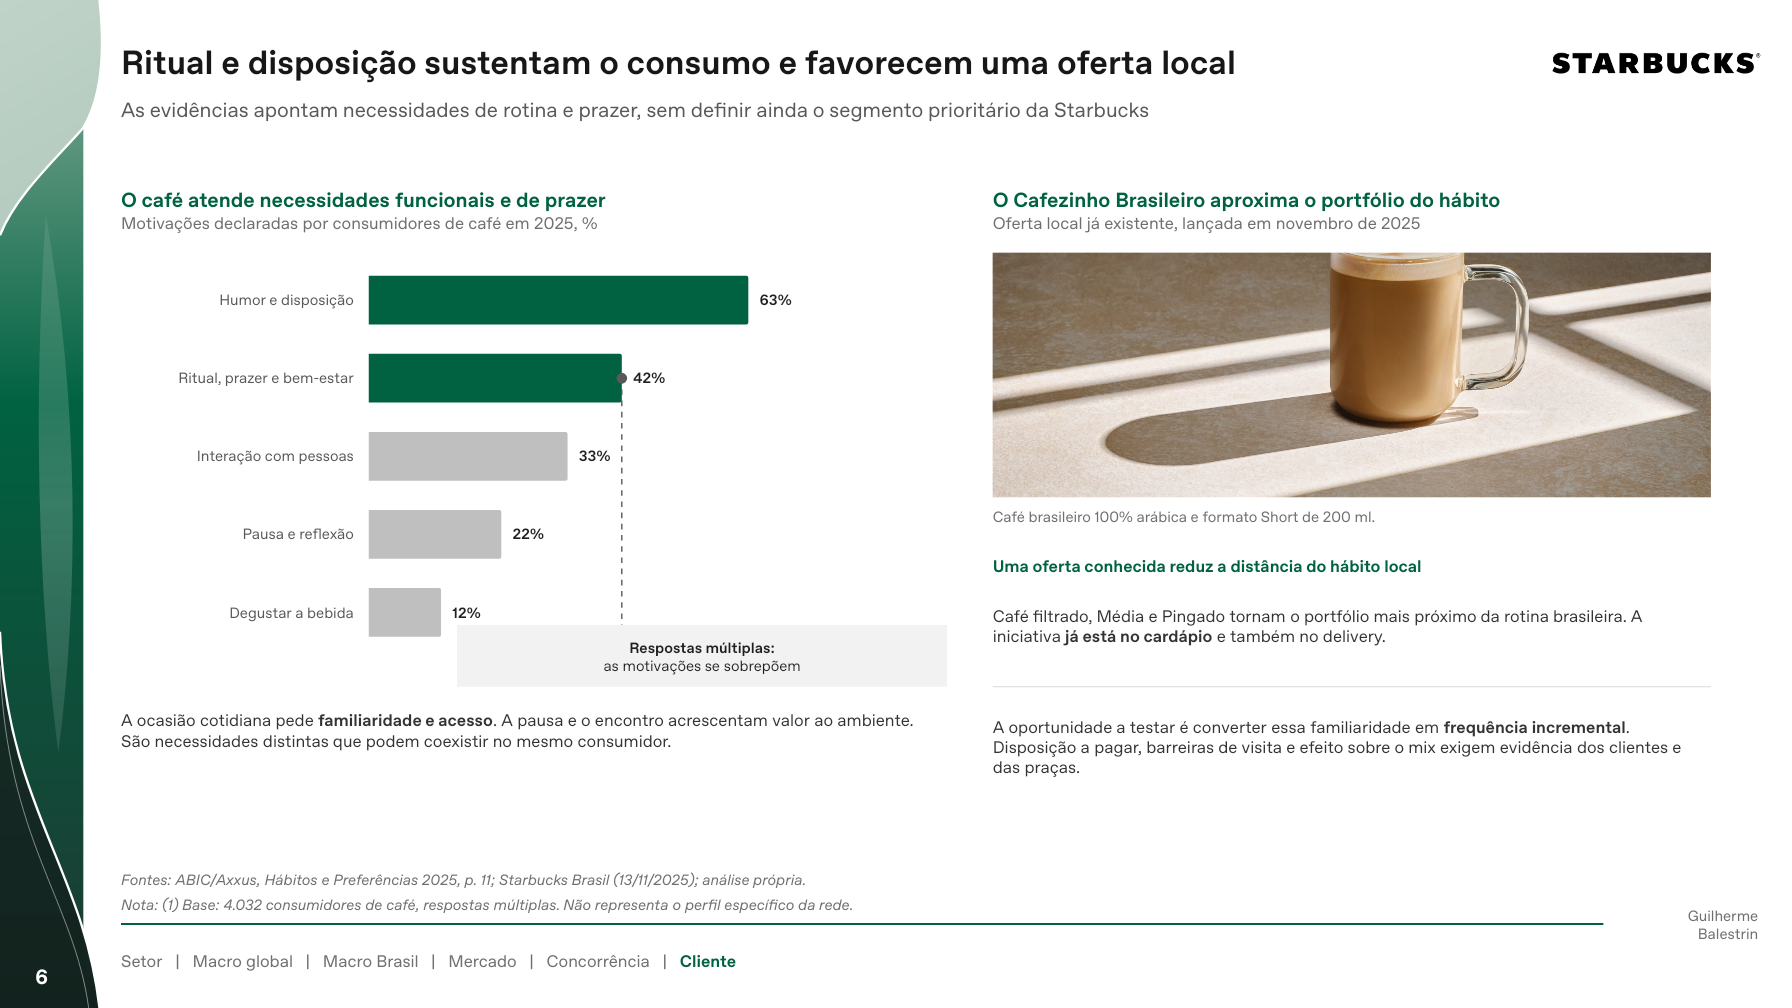 Ritual e disposição sustentam o consumo e favorecem uma oferta local
STARBUCKS®
As evidências apontam necessidades de rotina e prazer, sem definir ainda o segmento prioritário da Starbucks
O café atende necessidades funcionais e de prazer
Motivações declaradas por consumidores de café em 2025, %
Humor e disposição
63%
Ritual, prazer e bem-estar
42%
Interação com pessoas
33%
Pausa e reflexão
22%
Degustar a bebida
12%
Respostas múltiplas:
as motivações se sobrepõem
A ocasião cotidiana pede familiaridade e acesso. A pausa e o encontro acrescentam valor ao ambiente.
São necessidades distintas que podem coexistir no mesmo consumidor.
O Cafezinho Brasileiro aproxima o portfólio do hábito
Oferta local já existente, lançada em novembro de 2025
Café brasileiro 100% arábica e formato Short de 200 ml.
Uma oferta conhecida reduz a distância do hábito local
Café filtrado, Média e Pingado tornam o portfólio mais próximo da rotina brasileira. A
iniciativa já está no cardápio e também no delivery.
A oportunidade a testar é converter essa familiaridade em frequência incremental.
Disposição a pagar, barreiras de visita e efeito sobre o mix exigem evidência dos clientes e
das praças.
Fontes: ABIC/Axxus, Hábitos e Preferências 2025, p. 11; Starbucks Brasil (13/11/2025); análise própria.
Nota: (1) Base: 4.032 consumidores de café, respostas múltiplas. Não representa o perfil específico da rede.
Guilherme
Balestrin
Setor | Macro global | Macro Brasil | Mercado | Concorrência | Cliente
6